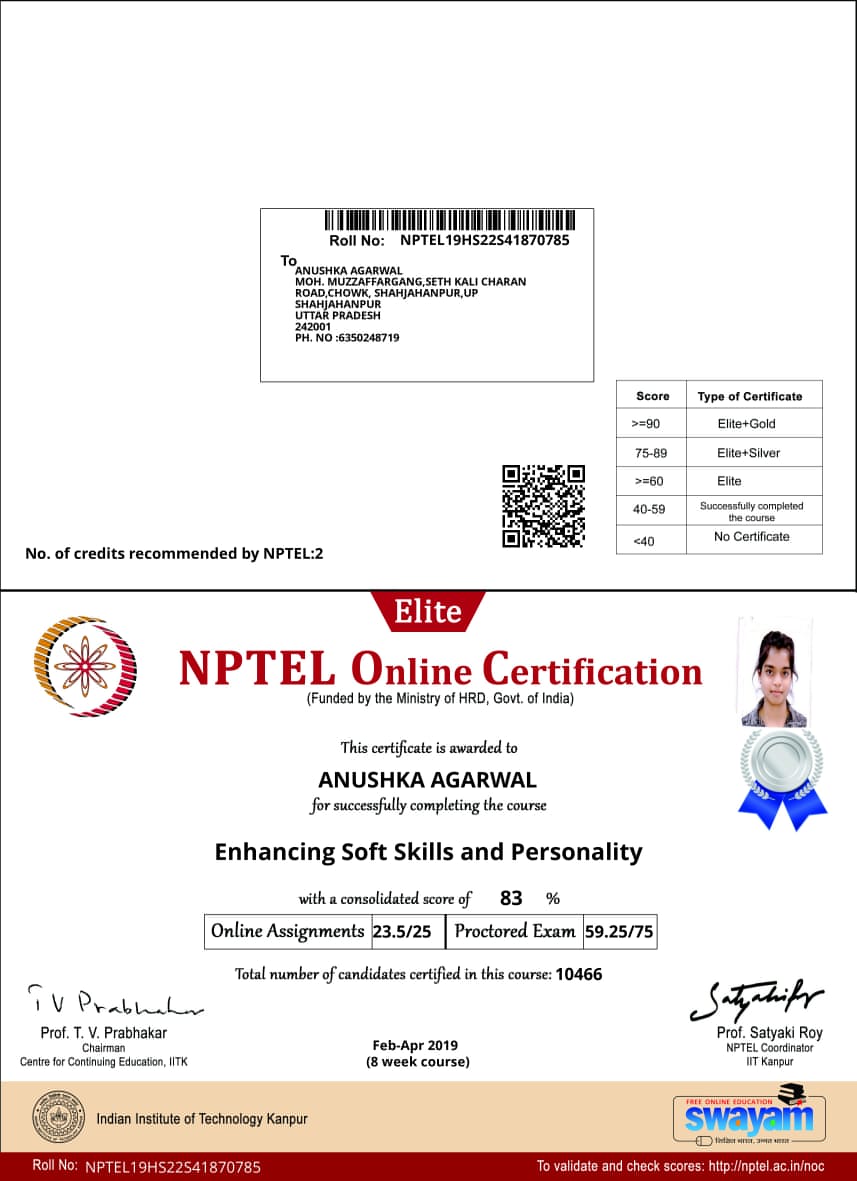 Roll No: NPTEL19HS22S41870785
To
ANUSHKA AGARWAL
MOH. MUZZAFFARGANG,SETH KALI CHARAN
ROAD,CHOWK, SHAHJAHANPUR,UP
SHAHJAHANPUR
UTTAR PRADESH
242001
PH. NO :6350248719
Score Type of Certificate
>=90 Elite+Gold
75-89 Elite+Silver
>=60 Elite
40-59 Successfully completed
the course
<40 No Certificate
No. of credits recommended by NPTEL:2
Elite
NPTEL Online Certification
(Funded by the Ministry of HRD, Govt. of India)
This certificate is awarded to
ANUSHKA AGARWAL
for successfully completing the course
Enhancing Soft Skills and Personality
with a consolidated score of 83 %
Online Assignments 23.5/25 Proctored Exam 59.25/75
Total number of candidates certified in this course: 10466
T V Prabhakar
Prof. T. V. Prabhakar
Chairman
Centre for Continuing Education, IITK
Feb-Apr 2019
(8 week course)
Prof. Satyaki Roy
NPTEL Coordinator
IIT Kanpur
Indian Institute of Technology Kanpur
FREE ONLINE EDUCATION
swayam
शिक्षित भारत, उन्नत भारत
Roll No: NPTEL19HS22S41870785
To validate and check scores: http://nptel.ac.in/noc